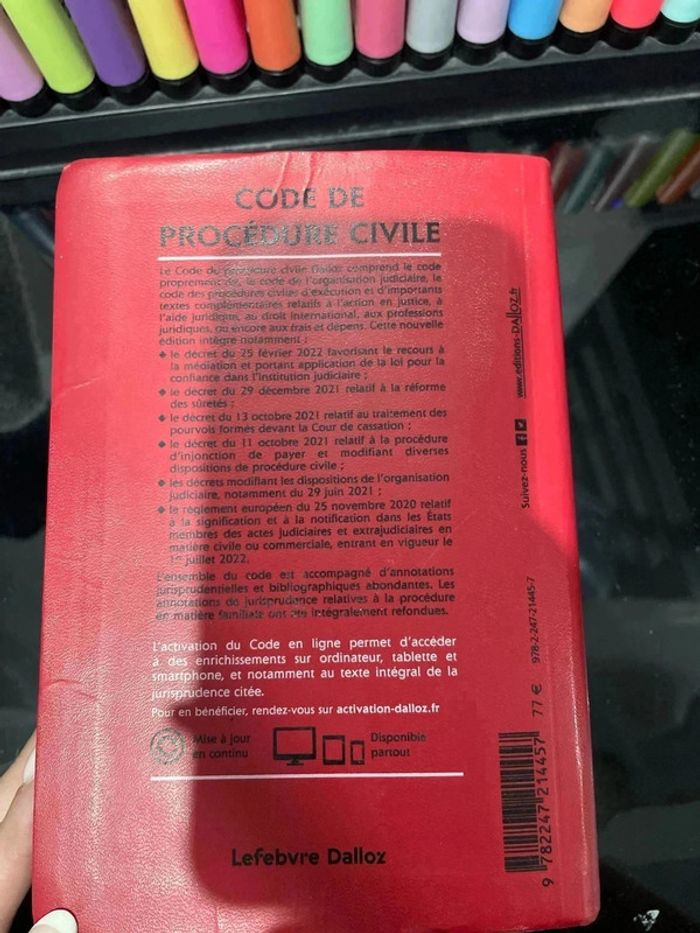 CODE DE
PROCÉDURE CIVILE
Le Code de procédure civile Dalloz comprend le code
proprement dit, le code de l'organisation judiciaire, le
code des procédures civiles d'exécution et d'importants
textes complémentaires relatifs à l'action en justice, à
l'aide juridique, au droit international, aux professions
juridiques, ou encore aux frais et dépens. Cette nouvelle
édition intègre notamment :
◆ le décret du 25 février 2022 favorisant le recours à
la médiation et portant application de la loi pour la
confiance dans l'institution judiciaire ;
◆ le décret du 29 décembre 2021 relatif à la réforme
des sûretés ;
◆ le décret du 13 octobre 2021 relatif au traitement des
pourvois formés devant la Cour de cassation ;
◆ le décret du 11 octobre 2021 relatif à la procédure
d'injonction de payer et modifiant diverses
dispositions de procédure civile ;
◆ les décrets modifiant les dispositions de l'organisation
judiciaire, notamment du 29 juin 2021 ;
◆ le règlement européen du 25 novembre 2020 relatif
à la signification et à la notification dans les États
membres des actes judiciaires et extrajudiciaires en
matière civile ou commerciale, entrant en vigueur le
1er juillet 2022.
L'ensemble du code est accompagné d'annotations
jurisprudentielles et bibliographiques abondantes. Les
annotations de jurisprudence relatives à la procédure
en matière familiale ont été intégralement refondues.
L'activation du Code en ligne permet d'accéder
à des enrichissements sur ordinateur, tablette et
smartphone, et notamment au texte intégral de la
jurisprudence citée.
Pour en bénéficier, rendez-vous sur activation-dalloz.fr
Mise à jour
en continu
Disponible
partout
Lefebvre Dalloz
www.editions-DALLOZ.fr
Suivez-nous
978-2-247-21445-7
77 €
9 782247 214457